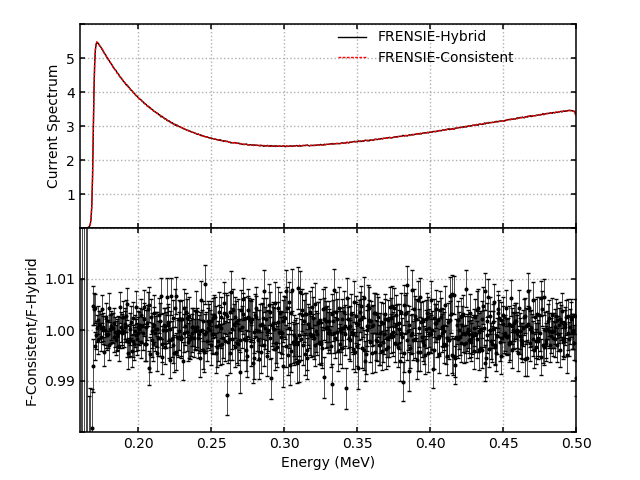 FRENSIE-Hybrid
FRENSIE-Consistent
5
4
3
2
1
Current Spectrum
1.01
1.00
0.99
F-Consistent/F-Hybrid
0.20 0.25 0.30 0.35 0.40 0.45 0.50
Energy (MeV)